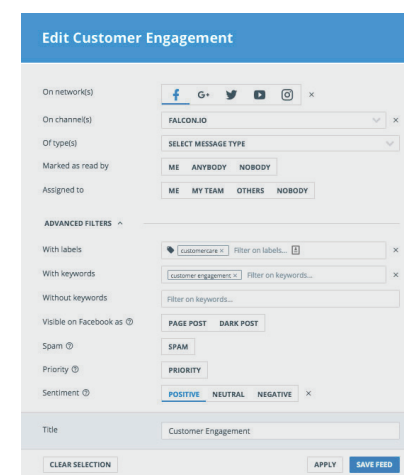 Edit Customer Engagement
On network(s) f G+ ×
On channel(s) FALCON.IO ×
Of type(s) SELECT MESSAGE TYPE
Marked as read by ME ANYBODY NOBODY
Assigned to ME MY TEAM OTHERS NOBODY
ADVANCED FILTERS
With labels customercare × Filter on labels... ×
With keywords customer engagement × Filter on keywords... ×
Without keywords Filter on keywords...
Visible on Facebook as ? PAGE POST DARK POST
Spam ? SPAM
Priority ? PRIORITY
Sentiment ? POSITIVE NEUTRAL NEGATIVE ×
Title Customer Engagement
CLEAR SELECTION APPLY SAVE FEED